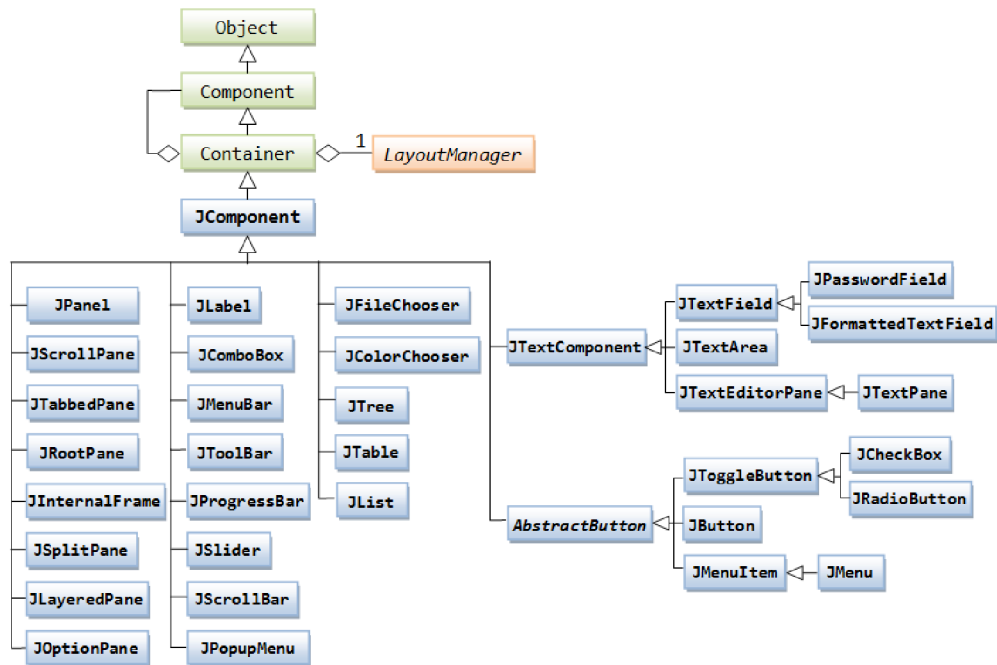 Object
Component
Container
1
LayoutManager
JComponent
JPanel
JScrollPane
JTabbedPane
JRootPane
JInternalFrame
JSplitPane
JLayeredPane
JOptionPane
JLabel
JComboBox
JMenuBar
JToolBar
JProgressBar
JSlider
JScrollBar
JPopupMenu
JFileChooser
JColorChooser
JTree
JTable
JList
JTextComponent
JTextField
JPasswordField
JFormattedTextField
JTextArea
JTextEditorPane
JTextPane
AbstractButton
JToggleButton
JCheckBox
JRadioButton
JButton
JMenuItem
JMenu